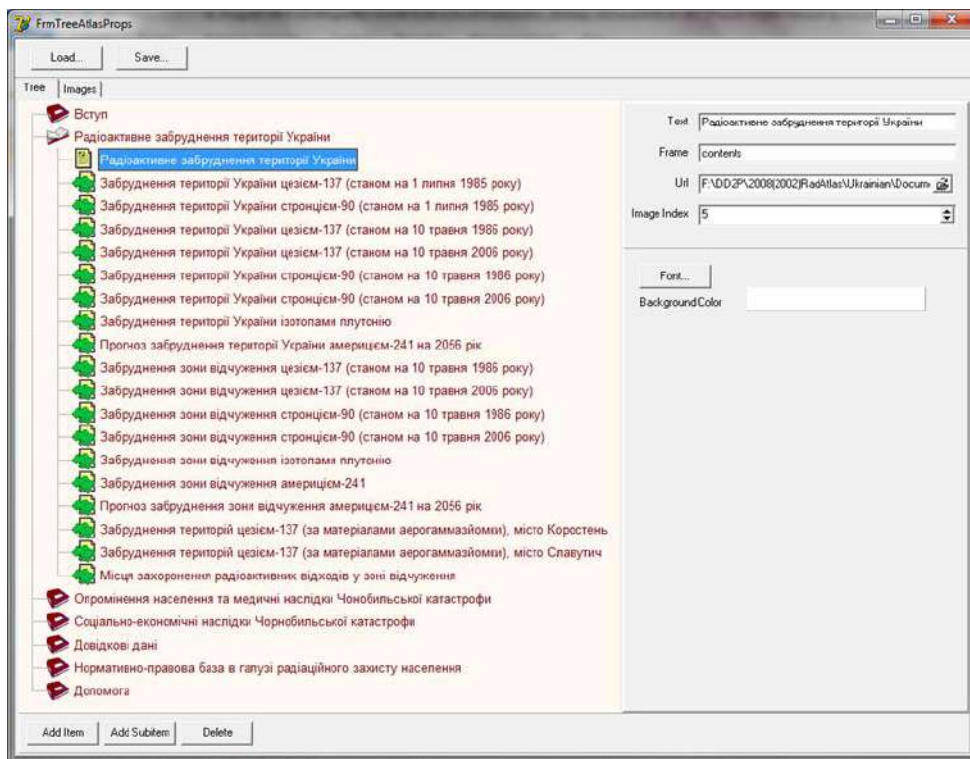 FrmTreeAtlasProps
Load... Save...
Tree Images
Вступ
Радіоактивне забруднення території України
Радіоактивне забруднення території України
Забруднення території України цезієм-137 (станом на 1 липня 1985 року)
Забруднення території України стронцієм-90 (станом на 1 липня 1985 року)
Забруднення території України цезієм-137 (станом на 10 травня 1986 року)
Забруднення території України цезієм-137 (станом на 10 травня 2006 року)
Забруднення території України стронцієм-90 (станом на 10 травня 1986 року)
Забруднення території України стронцієм-90 (станом на 10 травня 2006 року)
Забруднення території України ізотопами плутонію
Прогноз забруднення території України америцієм-241 на 2056 рік
Забруднення зони відчуження цезієм-137 (станом на 10 травня 1986 року)
Забруднення зони відчуження цезієм-137 (станом на 10 травня 2006 року)
Забруднення зони відчуження стронцієм-90 (станом на 10 травня 1986 року)
Забруднення зони відчуження стронцієм-90 (станом на 10 травня 2006 року)
Забруднення зони відчуження ізотопами плутонію
Забруднення зони відчуження америцієм-241
Прогноз забруднення зони відчуження америцієм-241 на 2056 рік
Забруднення територій цезієм-137 (за матеріалами аерогаммазйомки), місто Коростень
Забруднення територій цезієм-137 (за матеріалами аерогаммазйомки), місто Славутич
Місця захоронення радіоактивних відходів у зоні відчуження
Опромінення населення та медичні наслідки Чонобильської катастрофи
Соціально-економічні наслідки Чорнобильської катастрофи
Довідкові дані
Нормативно-правова база в галузі радіаційного захисту населення
Допомога
Text Радіоактивне забруднення території України
Frame contents
Url F:\DD2P\2008(2002)RadAtlas\Ukrainian\Docum
Image Index 5
Font...
BackgroundColor
Add Item Add Subitem Delete